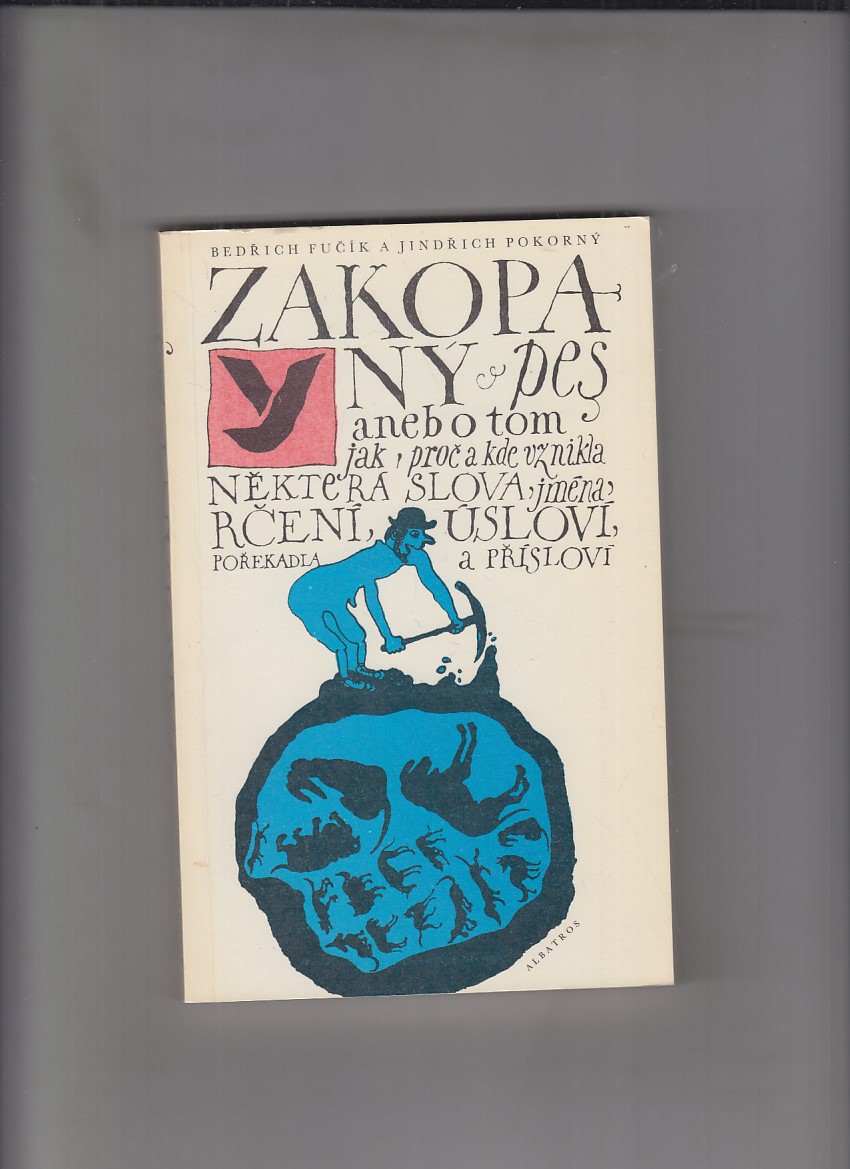 BEDŘICH FUČÍK A JINDŘICH POKORNÝ
ZAKOPA
NÝ pes
anebo tom
jak, proč a kde vznikla
NĚKTERÁ SLOVA, jména,
RČENÍ, ÚSLOVÍ,
POŘEKADLA a PŘÍSLOVÍ
ALBATROS